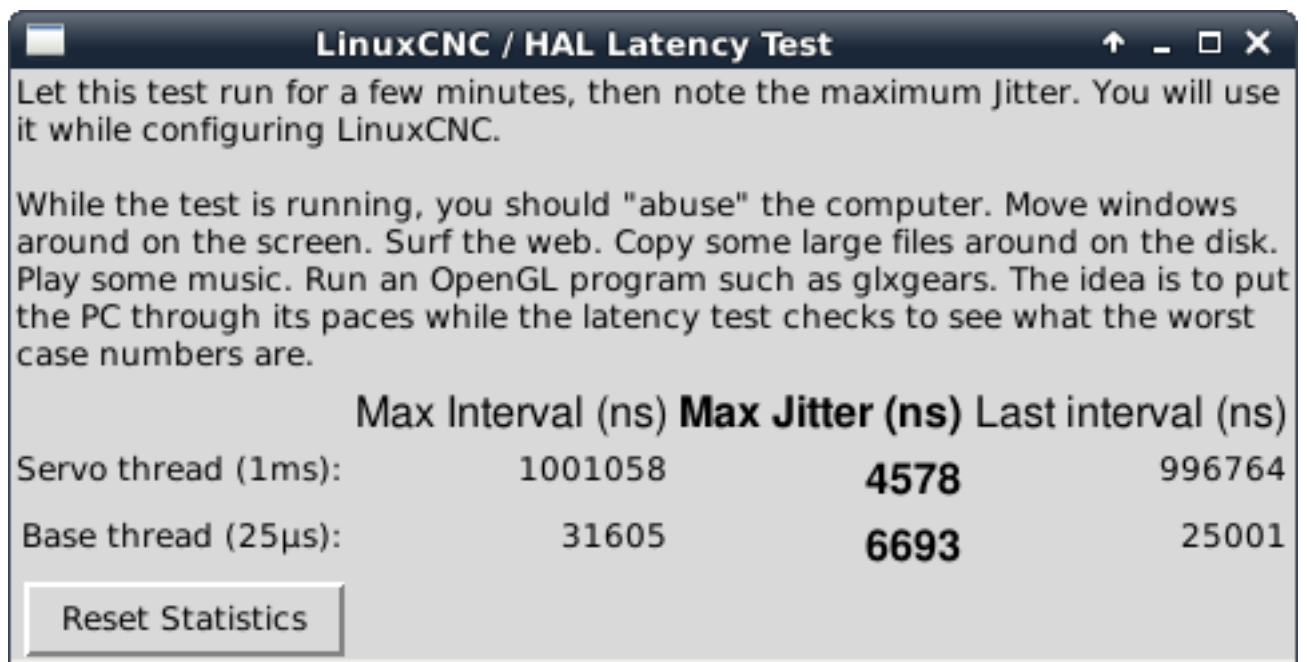 LinuxCNC / HAL Latency Test
Let this test run for a few minutes, then note the maximum Jitter. You will use
it while configuring LinuxCNC.
While the test is running, you should "abuse" the computer. Move windows
around on the screen. Surf the web. Copy some large files around on the disk.
Play some music. Run an OpenGL program such as glxgears. The idea is to put
the PC through its paces while the latency test checks to see what the worst
case numbers are.
Max Interval (ns) Max Jitter (ns) Last interval (ns)
Servo thread (1ms): 1001058 4578 996764
Base thread (25µs): 31605 6693 25001
Reset Statistics